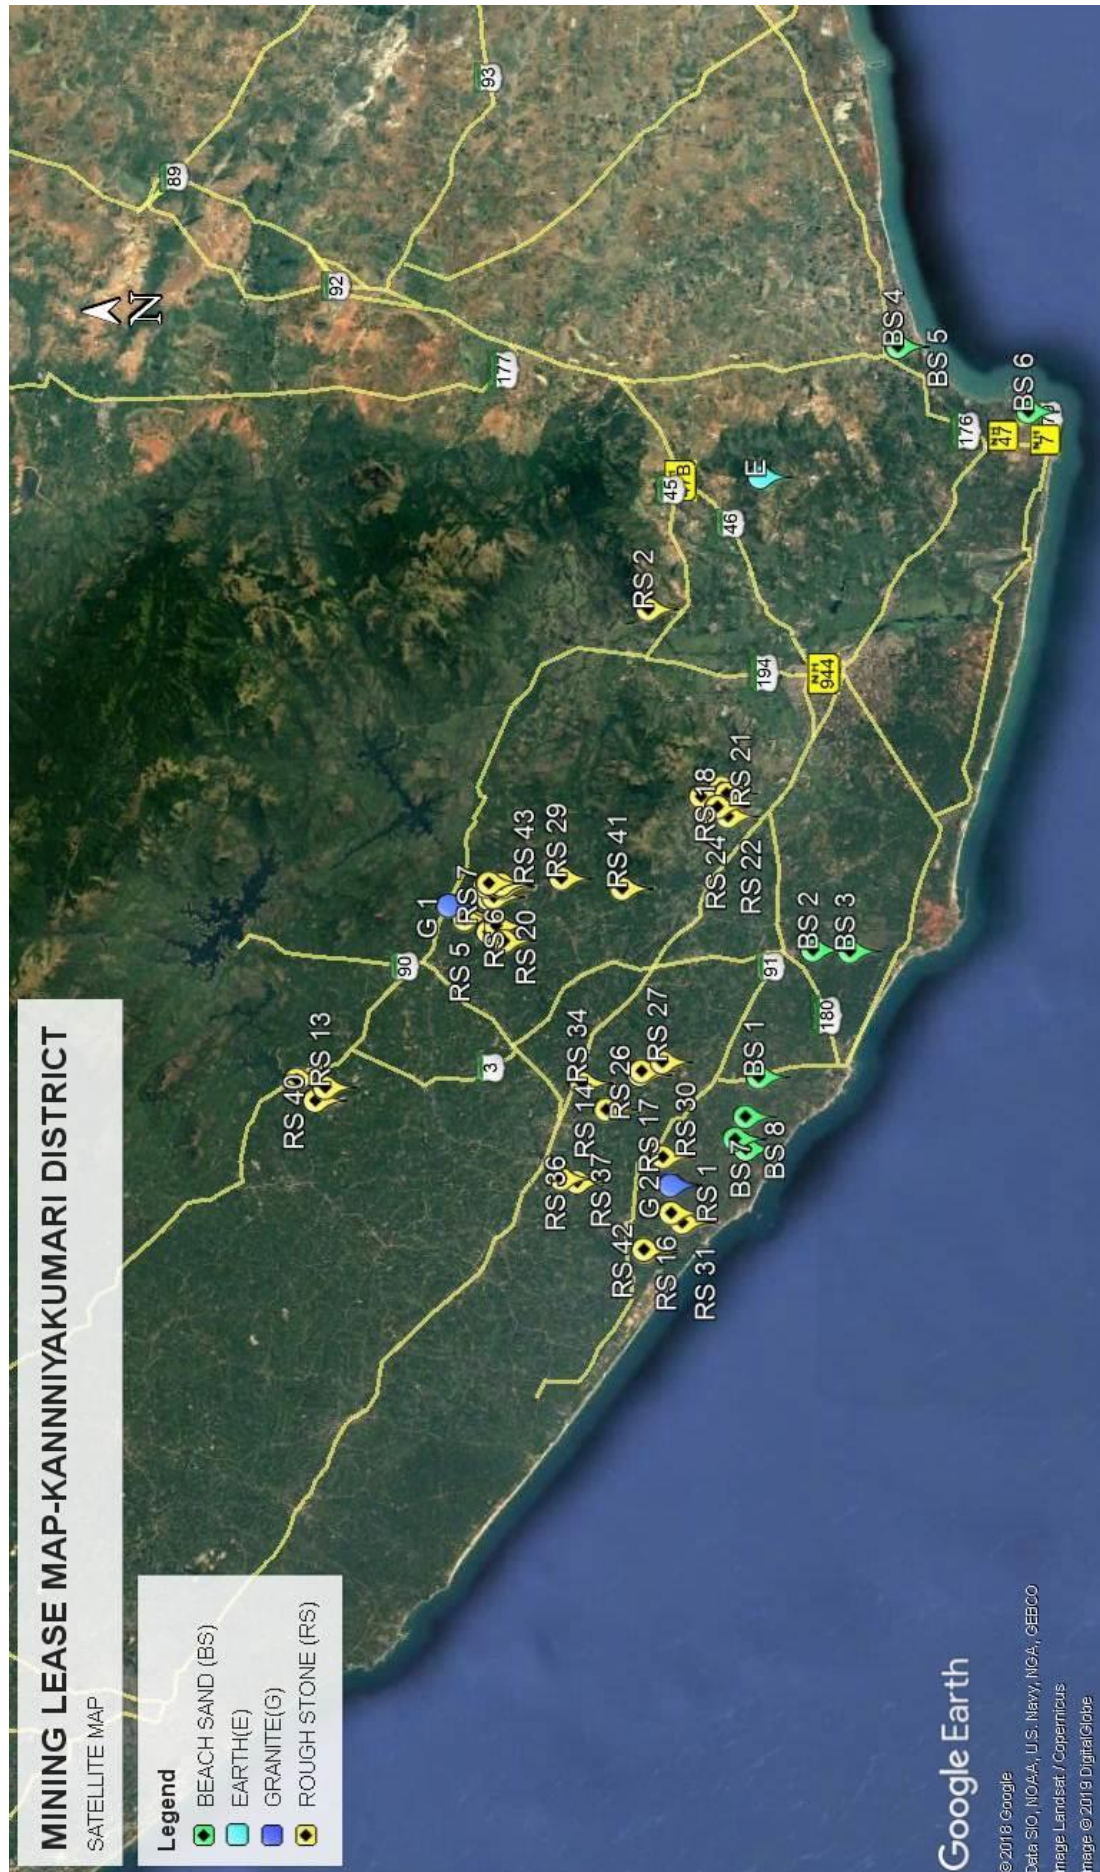 MINING LEASE MAP-KANNNIYAKUMARI DISTRICT
SATELLITE MAP
Legend
BEACH SAND (BS)
EARTH(E)
GRANITE(G)
ROUGH STONE (RS)
N
89
93
92
177
RS 40
RS 13
90
G 1
RS 5
RS 7
RS 6
RS 43
RS 20
RS 29
RS 41
3
RS 36
RS 37
RS 14
RS 34
RS 26
RS 27
RS 42
RS 16
G 2
RS 17
RS 30
RS 1
RS 31
RS 2
45
46
E
RS 18
RS 21
RS 24
RS 22
194
NH
944
BS 1
BS 7
BS 8
91
BS 2
BS 3
180
BS 4
BS 5
176
47
BS 6
7
Google Earth
© 2018 Google
Data SIO, NOAA, U.S. Navy, NGA, GEBCO
Image Landsat / Copernicus
Image © 2019 DigitalGlobe